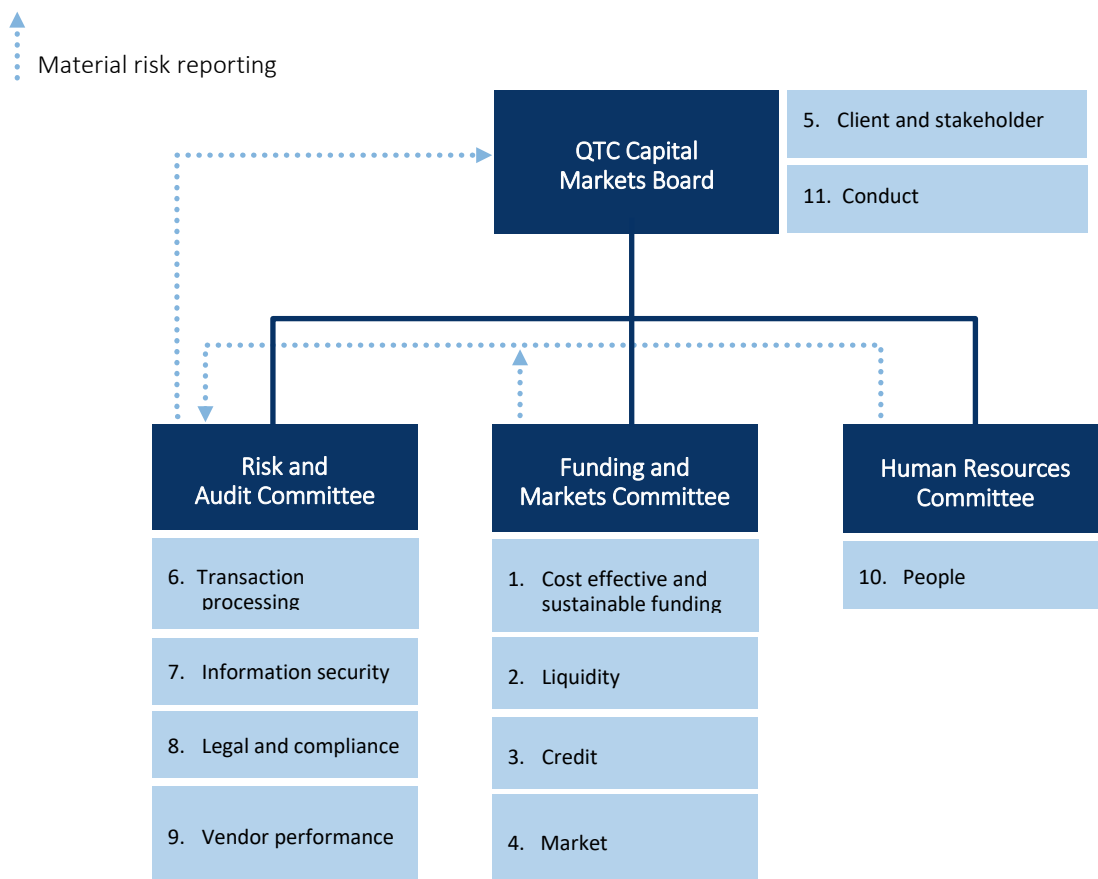 Material risk reporting
QTC Capital
Markets Board
5. Client and stakeholder
11. Conduct
Risk and
Audit Committee
6. Transaction
processing
7. Information security
8. Legal and compliance
9. Vendor performance
Funding and
Markets Committee
1. Cost effective and
sustainable funding
2. Liquidity
3. Credit
4. Market
Human Resources
Committee
10. People